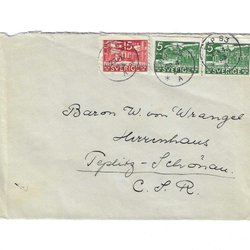 15
SVERIGE
5
SVERIGE
5
SVERIGE
Baron W. von Wrangel
Herrenhaus
Teplitz-Schönau.
C. S. R.